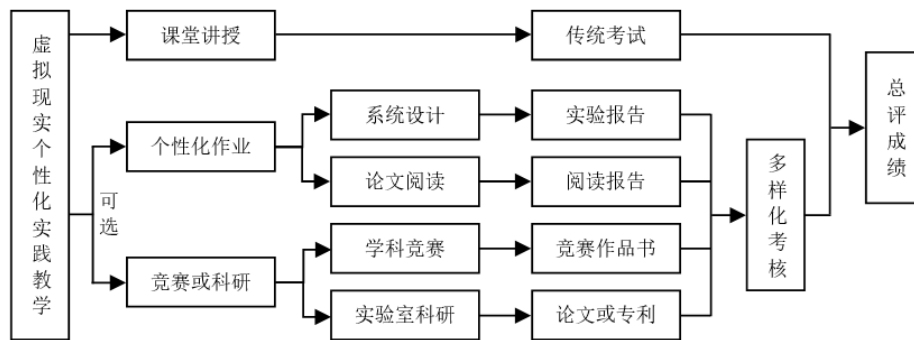 虚拟现实个性化实践教学
课堂讲授
传统考试
总评成绩
可选
个性化作业
系统设计
实验报告
论文阅读
阅读报告
多样化考核
竞赛或科研
学科竞赛
竞赛作品书
实验室科研
论文或专利